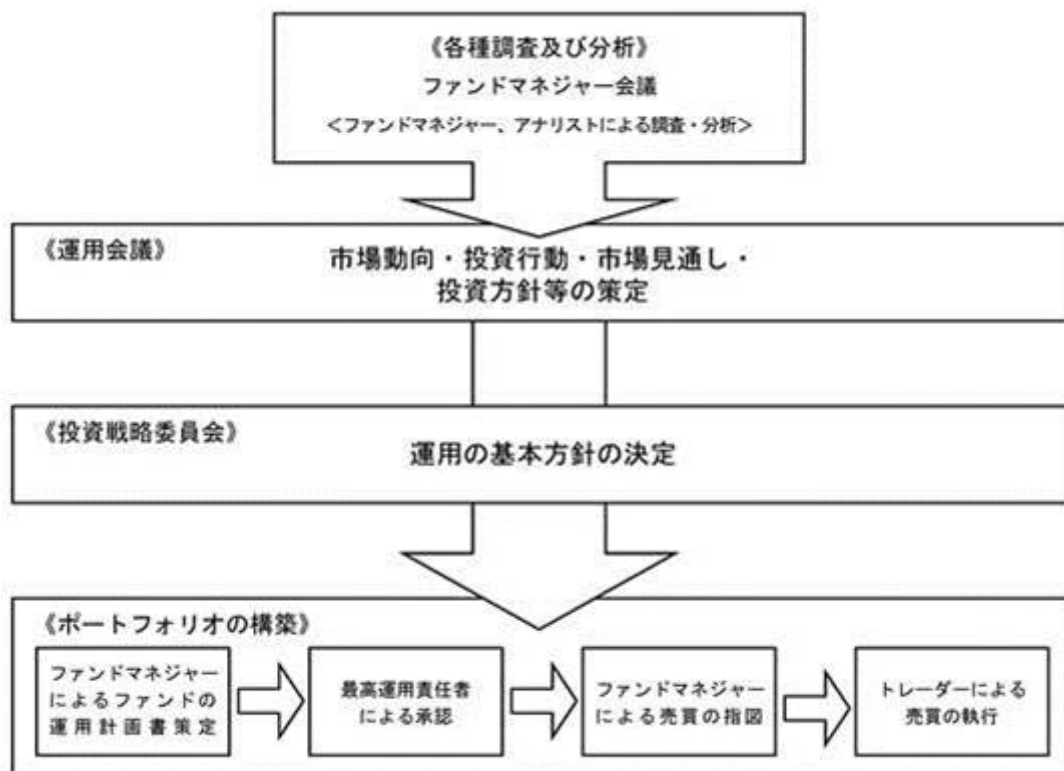 《各種調査及び分析》
ファンドマネジャー会議
＜ファンドマネジャー、アナリストによる調査・分析＞
《運用会議》
市場動向・投資行動・市場見通し・
投資方針等の策定
《投資戦略委員会》
運用の基本方針の決定
《ポートフォリオの構築》
ファンドマネジャー
によるファンドの
運用計画書策定
最高運用責任者
による承認
ファンドマネジャー
による売買の指図
トレーダーによる
売買の執行